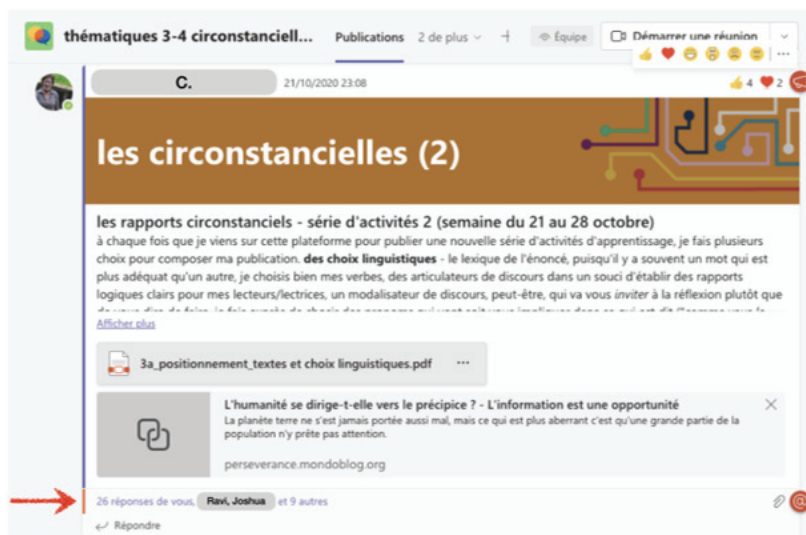 thématiques 3-4 circonstanciell... Publications 2 de plus Équipe Démarrer une réunion
C. 21/10/2020 23:08 4 2
les circonstancielles (2)
les rapports circonstanciels - série d'activités 2 (semaine du 21 au 28 octobre)
à chaque fois que je viens sur cette plateforme pour publier une nouvelle série d'activités d'apprentissage, je fais plusieurs
choix pour composer ma publication. des choix linguistiques - le lexique de l'énoncé, puisqu'il y a souvent un mot qui est
plus adéquat qu'un autre, je choisis bien mes verbes, des articulateurs de discours dans un souci d'établir des rapports
logiques clairs pour mes lecteurs/lectrices, un modalisateur de discours, peut-être, qui va vous inviter à la réflexion plutôt que
Afficher plus
3a_positionnement_textes et choix linguistiques.pdf ...
L'humanité se dirige-t-elle vers le précipice ? - L'information est une opportunité
La planète terre ne s'est jamais portée aussi mal, mais ce qui est plus aberrant c'est qu'une grande partie de la
population n'y prête pas attention.
perseverance.mondoblog.org
26 réponses de vous, Ravi, Joshua et 9 autres
Répondre